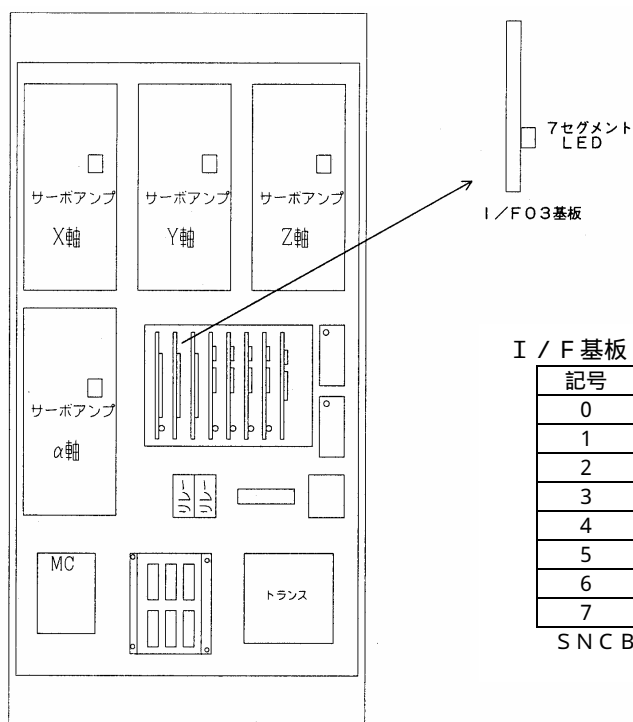 サーボアンプ
X軸
サーボアンプ
Y軸
サーボアンプ
Z軸
7セグメント
LED
I/F03基板
サーボアンプ
α軸
リレー
リレー
MC
トランス
I/F基板
記号
0
1
2
3
4
5
6
7
SNCB